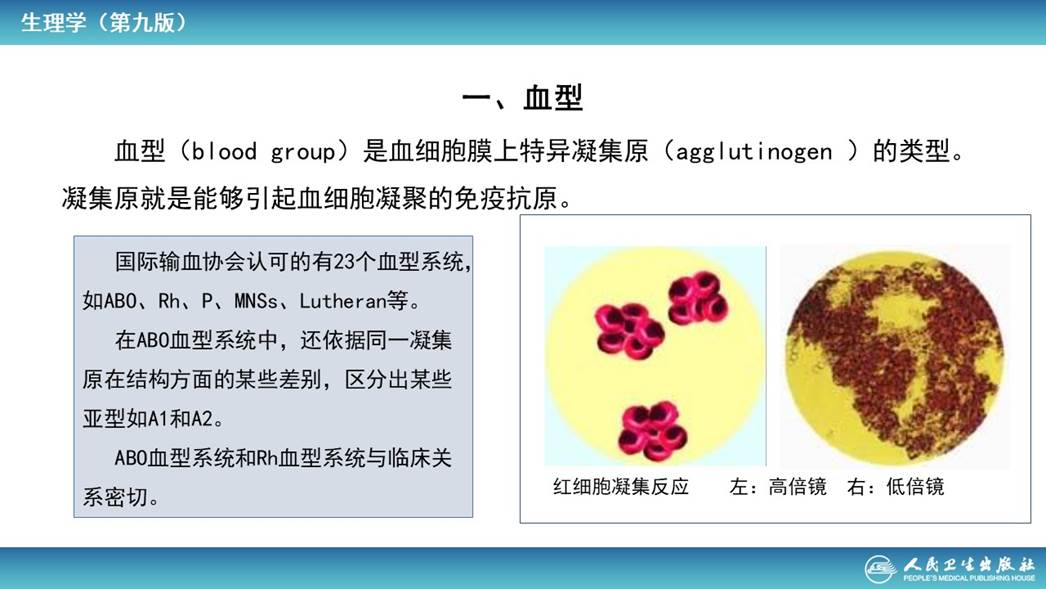 生理学（第九版）
一、血型
血型（blood group）是血细胞膜上特异凝集原（agglutinogen ）的类型。
凝集原就是能够引起血细胞凝聚的免疫抗原。
国际输血协会认可的有23个血型系统，
如ABO、Rh、P、MNSs、Lutheran等。
在ABO血型系统中，还依据同一凝集
原在结构方面的某些差别，区分出某些
亚型如A1和A2。
ABO血型系统和Rh血型系统与临床关
系密切。
红细胞凝集反应 左：高倍镜 右：低倍镜
人民卫生出版社
PEOPLE'S MEDICAL PUBLISHING HOUSE